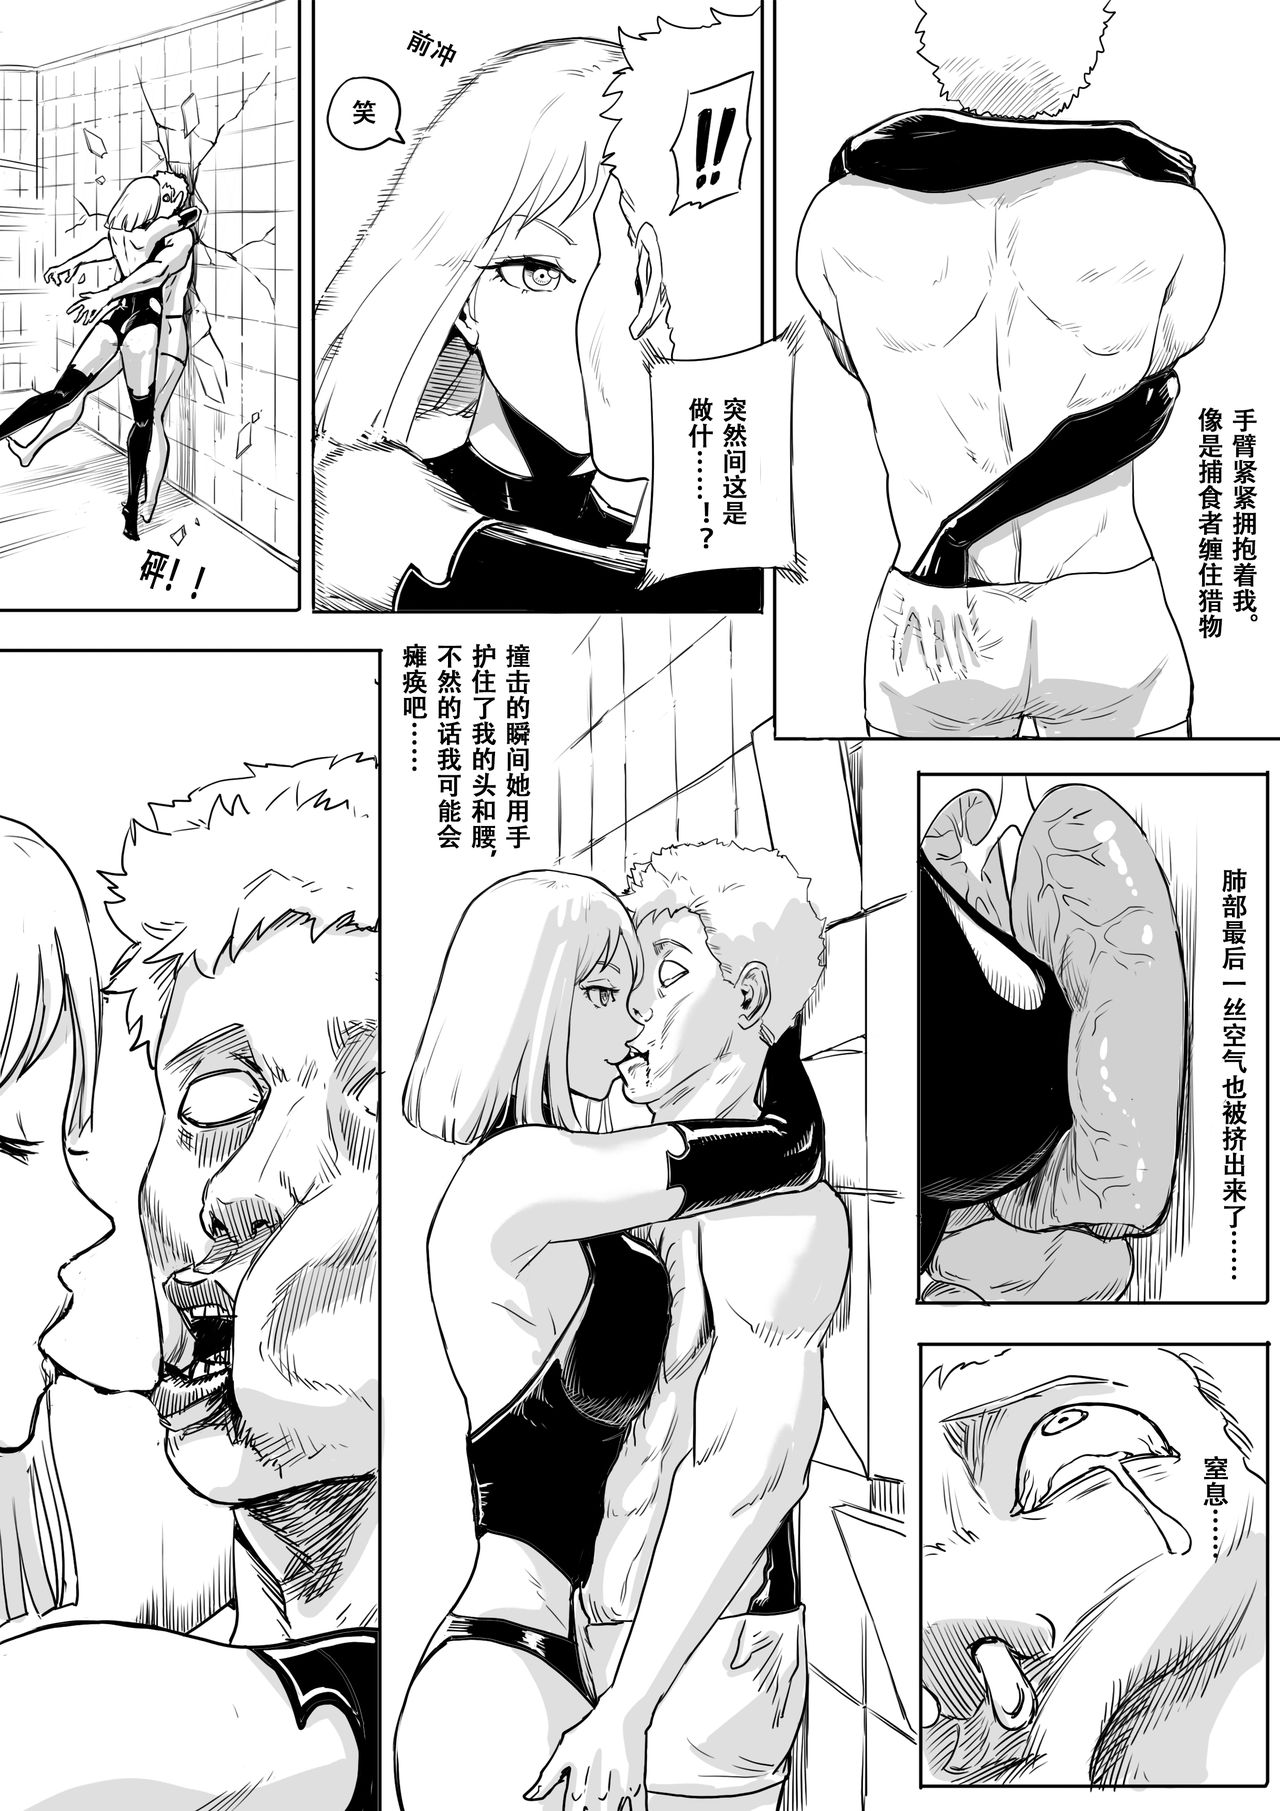 手臂紧紧拥抱着我。
像是捕食者缠住猎物
!!
突然间这是
做什……！？
前冲
笑
砰！！
肺部最后一丝空气也被挤出来了……
窒息……
撞击的瞬间她用手
护住了我的头和腰，
不然的话我可能会
瘫痪吧……